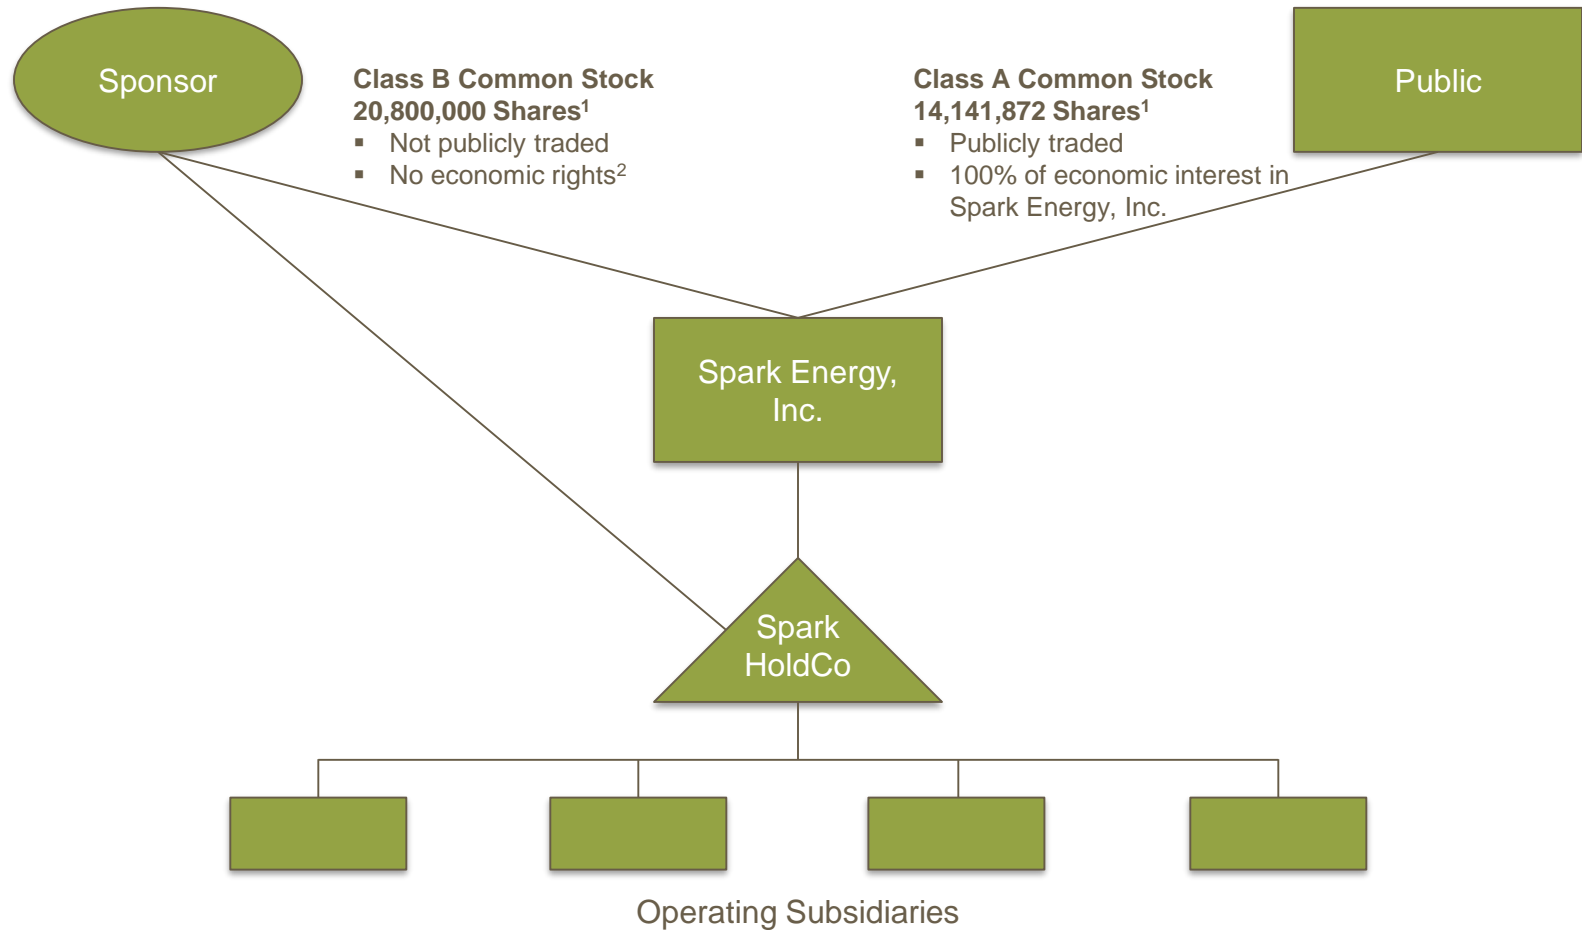 Sponsor
Class B Common Stock
20,800,000 Shares¹
▪ Not publicly traded
▪ No economic rights²
Class A Common Stock
14,141,872 Shares¹
▪ Publicly traded
▪ 100% of economic interest in
Spark Energy, Inc.
Public
Spark Energy,
Inc.
Spark
HoldCo
Operating Subsidiaries